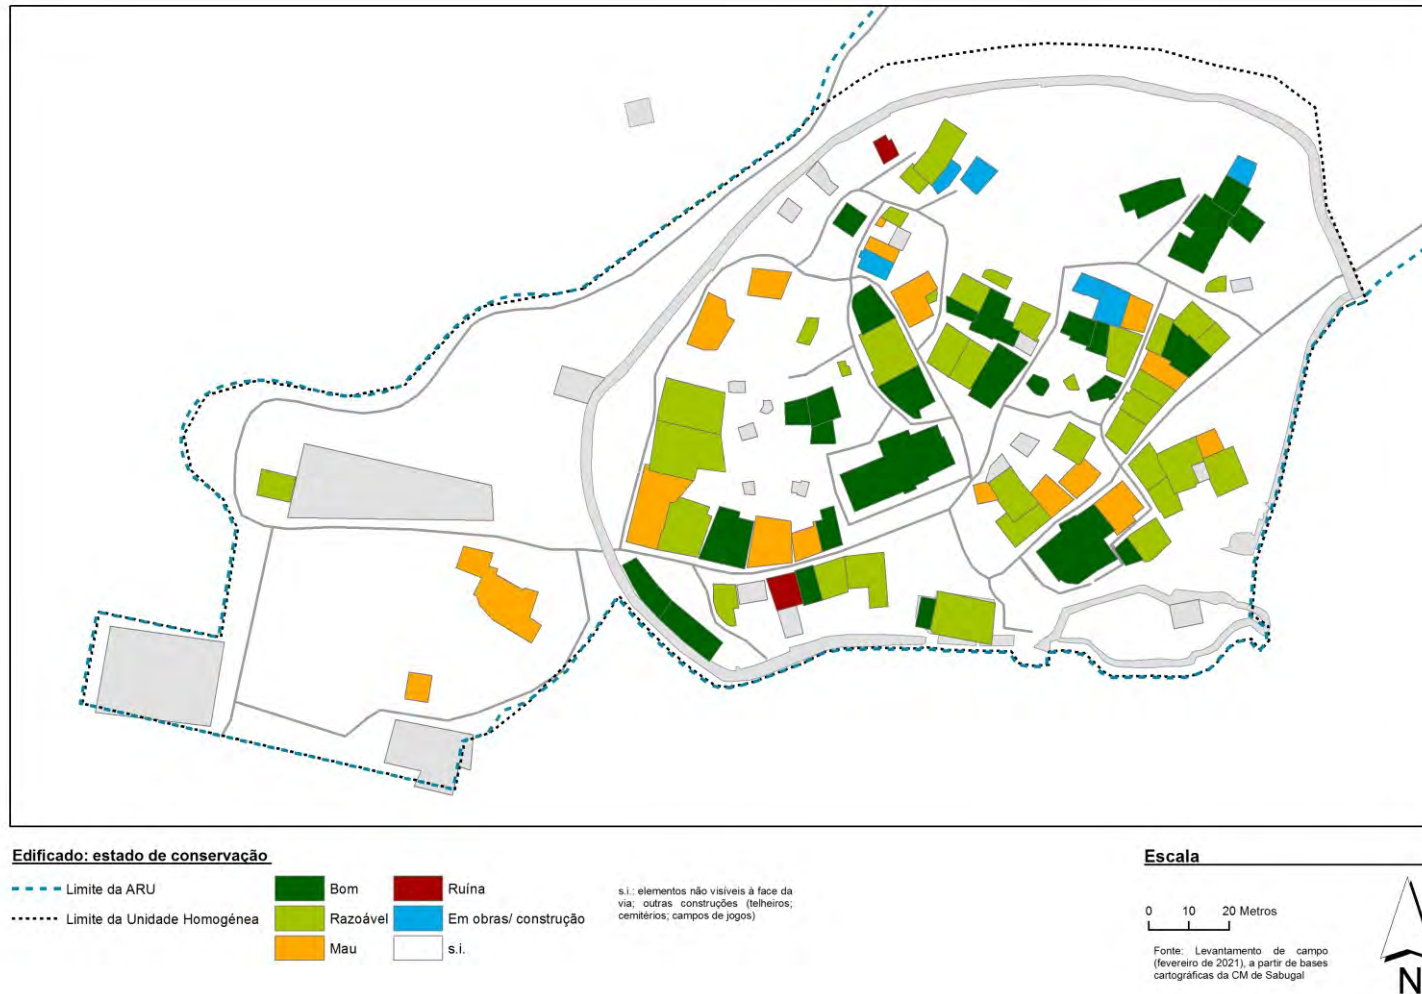 Edificado: estado de conservação
Limite da ARU
Limite da Unidade Homogénea
Bom
Razoável
Mau
Ruína
Em obras/ construção
s.i.
s.i.: elementos não visíveis à face da
via; outras construções (telheiros;
cemitérios; campos de jogos)
Escala
0 10 20 Metros
Fonte: Levantamento de campo
(fevereiro de 2021), a partir de bases
cartográficas da CM de Sabugal
N